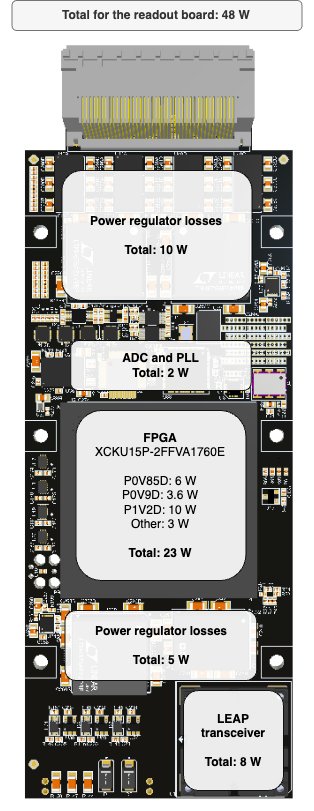 Total for the readout board: 48 W
Power regulator losses
Total: 10 W
ADC and PLL
Total: 2 W
FPGA
XCKU15P-2FFVA1760E
P0V85D: 6 W
P0V9D: 3.6 W
P1V2D: 10 W
Other: 3 W
Total: 23 W
Power regulator losses
Total: 5 W
LEAP
transceiver
Total: 8 W